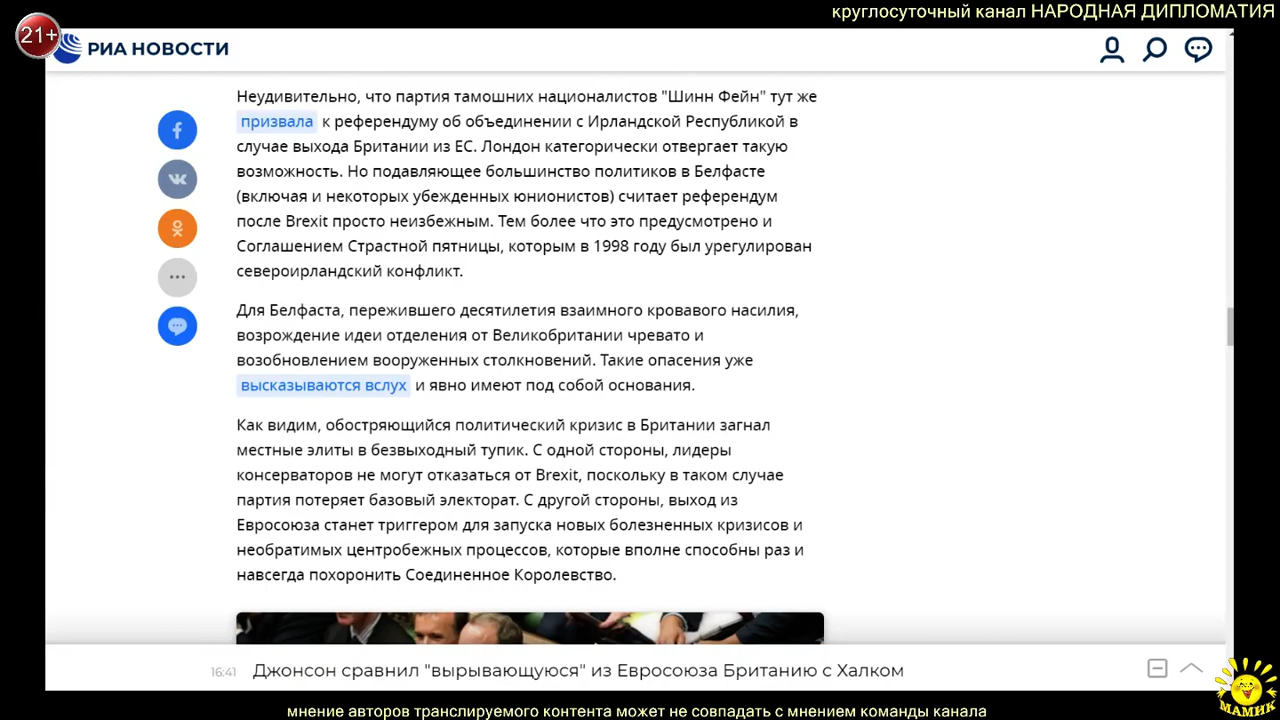 круглосуточный канал НАРОДНАЯ ДИПЛОМАТИЯ
21+
РИА НОВОСТИ
Неудивительно, что партия тамошних националистов "Шинн Фейн" тут же
призвала к референдуму об объединении с Ирландской Республикой в
случае выхода Британии из ЕС. Лондон категорически отвергает такую
возможность. Но подавляющее большинство политиков в Белфасте
(включая и некоторых убежденных юнионистов) считает референдум
после Brexit просто неизбежным. Тем более что это предусмотрено и
Соглашением Страстной пятницы, которым в 1998 году был урегулирован
североирландский конфликт.
Для Белфаста, пережившего десятилетия взаимного кровавого насилия,
возрождение идеи отделения от Великобритании чревато и
возобновлением вооруженных столкновений. Такие опасения уже
высказываются вслух и явно имеют под собой основания.
Как видим, обостряющийся политический кризис в Британии загнал
местные элиты в безвыходный тупик. С одной стороны, лидеры
консерваторов не могут отказаться от Brexit, поскольку в таком случае
партия потеряет базовый электорат. С другой стороны, выход из
Евросоюза станет триггером для запуска новых болезненных кризисов и
необратимых центробежных процессов, которые вполне способны раз и
навсегда похоронить Соединенное Королевство.
16:41 Джонсон сравнил "вырывающуюся" из Евросоюза Британию с Халком
МАМИК
мнение авторов транслируемого контента может не совпадать с мнением команды канала